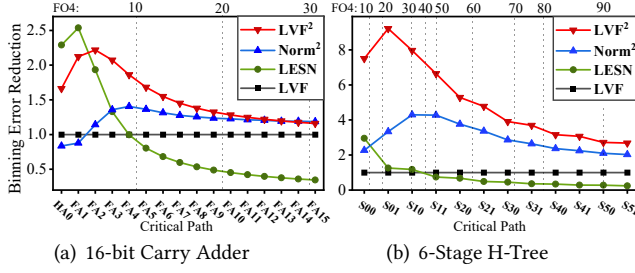 FO4: 10 20 30
LVF²
Norm²
LESN
LVF
Binning Error Reduction
2.5
2.0
1.5
1.0
0.5
HA0 FA1 FA2 FA3 FA4 FA5 FA6 FA7 FA8 FA9 FA10 FA11 FA12 FA13 FA14 FA15
Critical Path
(a) 16-bit Carry Adder
FO4: 10 20 30 40 50 60 70 80 90
LVF²
Norm²
LESN
LVF
8
6
4
2
0
S00 S01 S10 S11 S20 S21 S30 S31 S40 S41 S50
Critical Path
(b) 6-Stage H-Tree